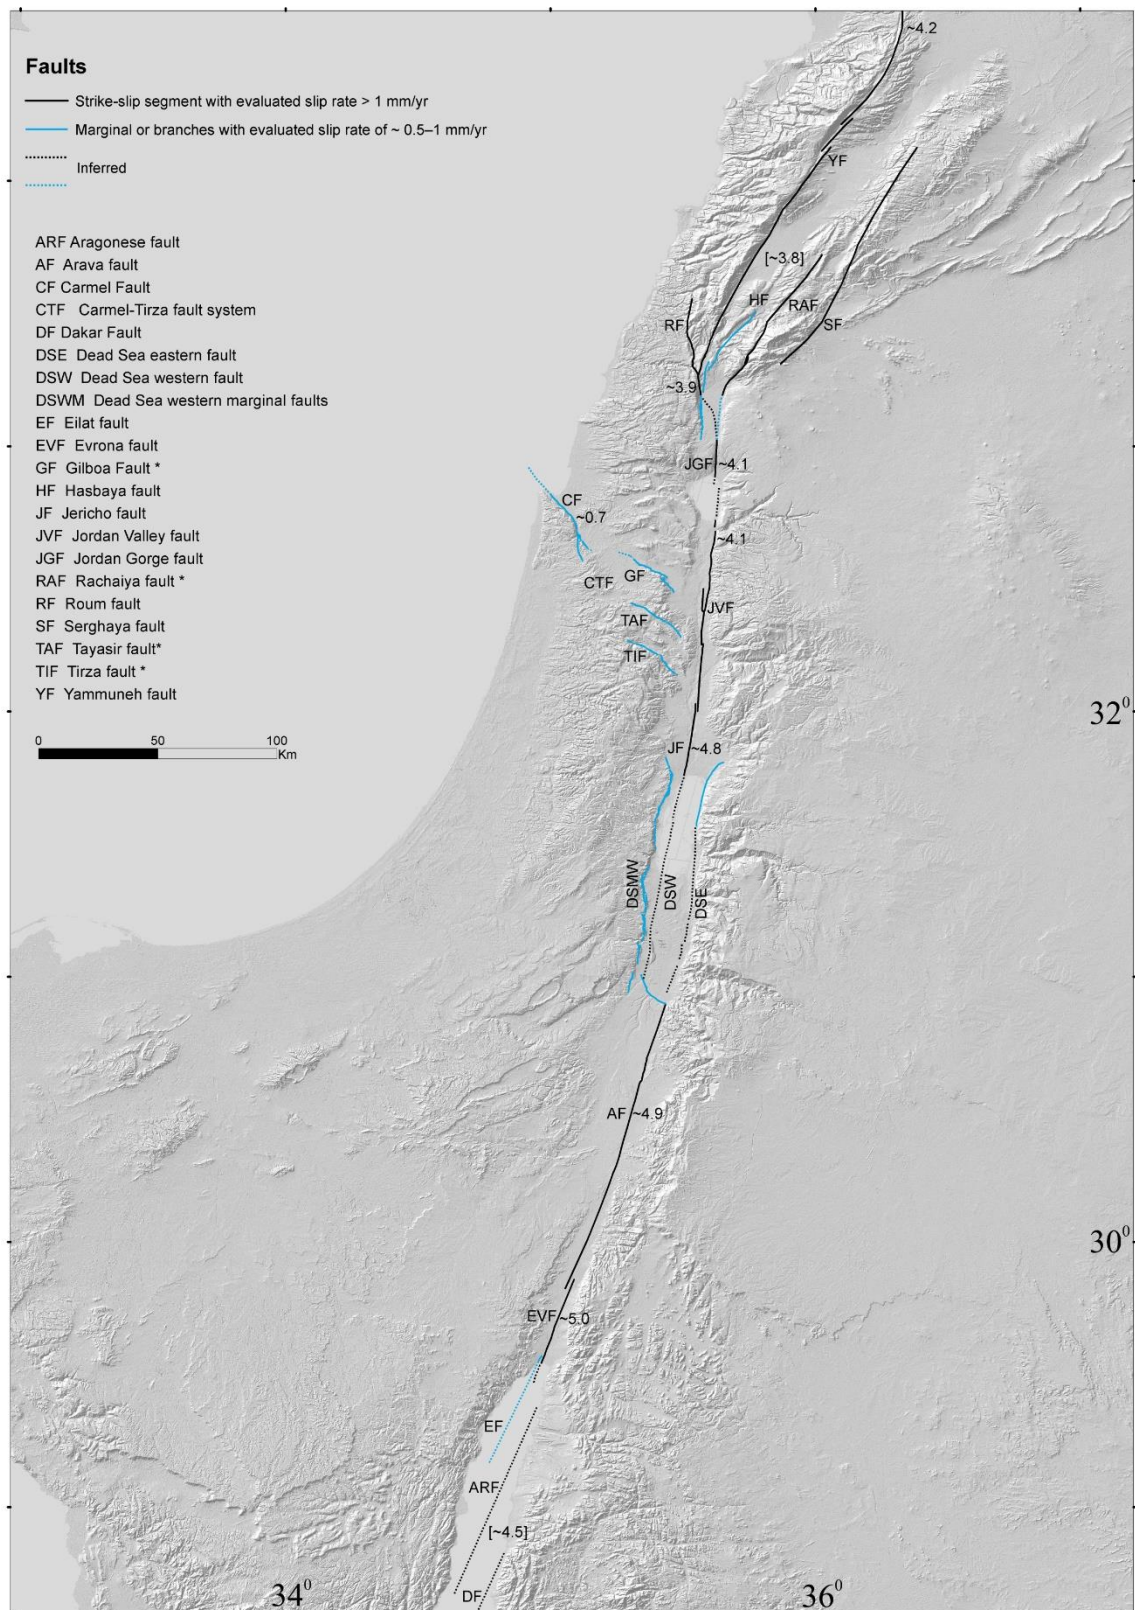 Faults
Strike-slip segment with evaluated slip rate > 1 mm/yr
Marginal or branches with evaluated slip rate of ~ 0.5–1 mm/yr
Inferred
ARF Aragonese fault
AF Arava fault
CF Carmel Fault
CTF Carmel-Tirza fault system
DF Dakar Fault
DSE Dead Sea eastern fault
DSW Dead Sea western fault
DSWM Dead Sea western marginal faults
EF Eilat fault
EVF Evrona fault
GF Gilboa Fault *
HF Hasbaya fault
JF Jericho fault
JVF Jordan Valley fault
JGF Jordan Gorge fault
RAF Rachaiya fault *
RF Roum fault
SF Serghaya fault
TAF Tayasir fault*
TIF Tirza fault *
YF Yammuneh fault
0 50 100
Km
~4.2
YF
[~3.8]
HF
RAF
RF
SF
~3.9
JGF ~4.1
CF
~0.7
~4.1
CTF
GF
JVF
TAF
TIF
32⁰
JF ~4.8
DSMW
DSW
DSE
AF ~4.9
30⁰
EVF ~5.0
EF
ARF
[~4.5]
DF
34⁰
36⁰